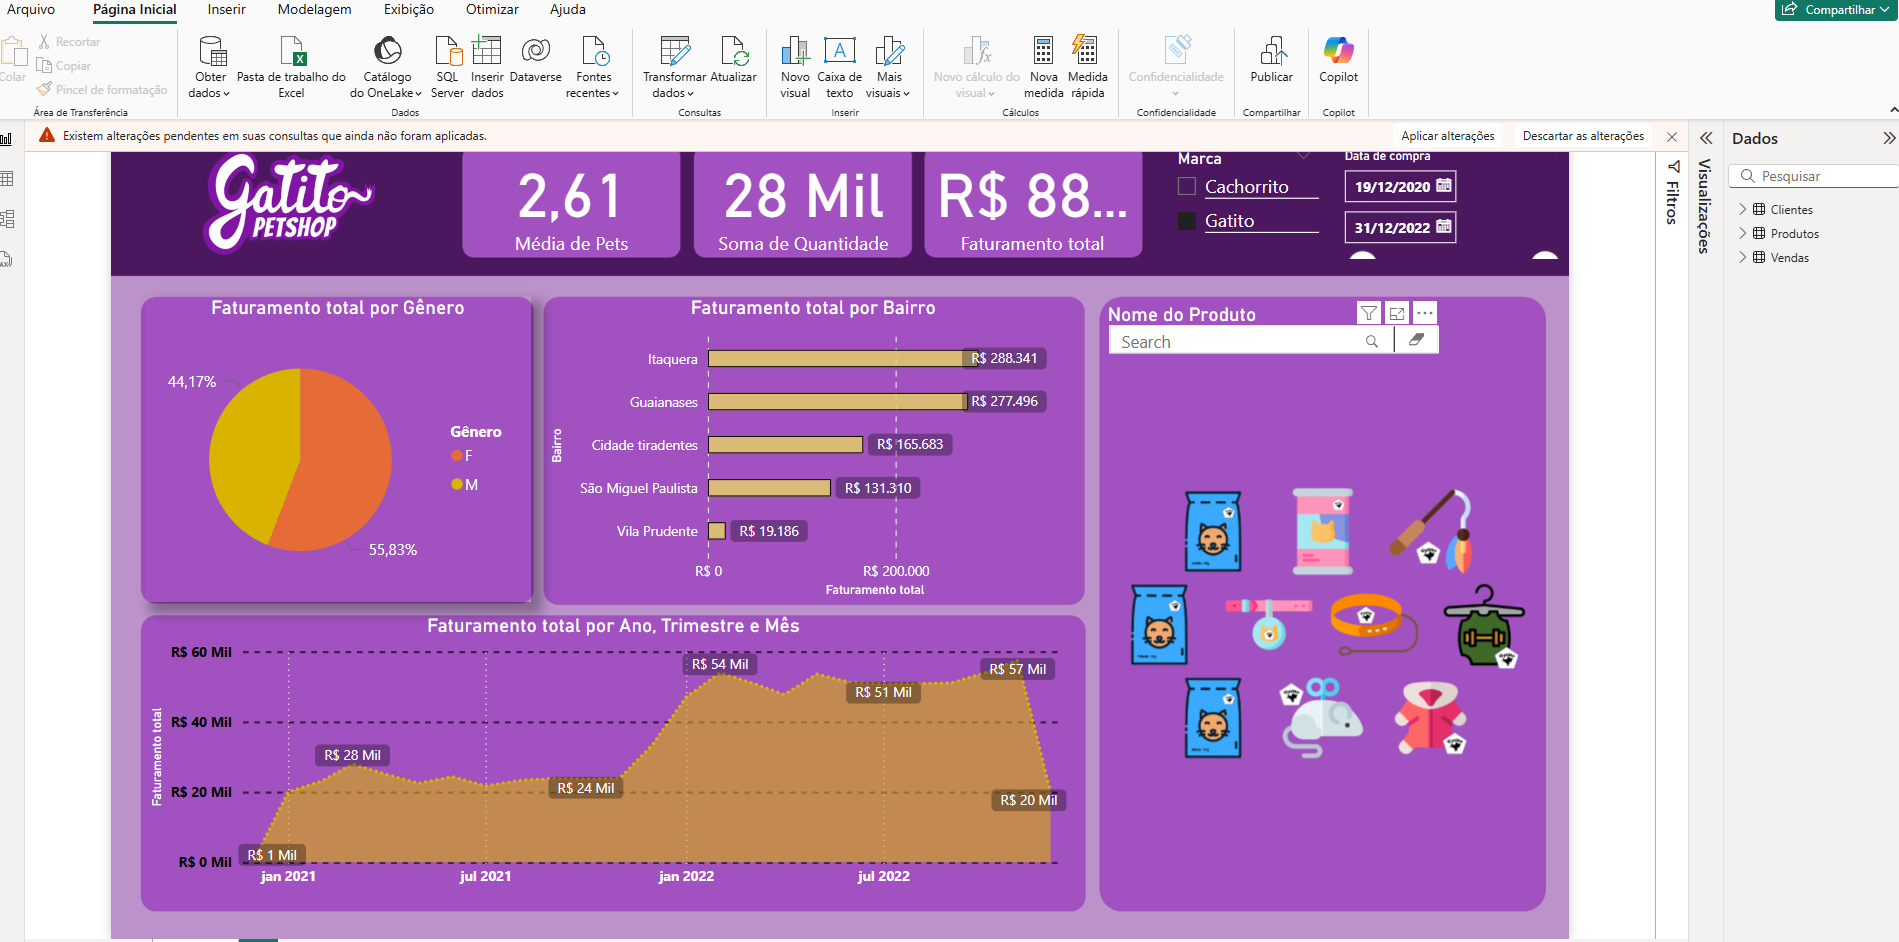 Arquivo Página Inicial Inserir Modelagem Exibição Otimizar Ajuda
Compartilhar
Colar
Recortar
Copiar
Pincel de formatação
Área de Transferência
Obter dados
Pasta de trabalho do Excel
Catálogo do OneLake
SQL Server
Inserir dados
Dataverse
Fontes recentes
Dados
Transformar dados
Atualizar
Consultas
Novo visual
Caixa de texto
Mais visuais
Inserir
Novo cálculo do visual
Nova medida
Medida rápida
Cálculos
Confidencialidade
Confidencialidade
Publicar
Compartilhar
Copilot
Copilot
Existem alterações pendentes em suas consultas que ainda não foram aplicadas.
Aplicar alterações
Descartar as alterações
Gatito
PETSHOP
2,61
Média de Pets
28 Mil
Soma de Quantidade
R$ 88...
Faturamento total
Marca
Cachorrito
Gatito
Data de compra
19/12/2020
31/12/2022
Filtros
Visualizações
Dados
Pesquisar
Clientes
Produtos
Vendas
Faturamento total por Gênero
44,17%
55,83%
Gênero
F
M
Faturamento total por Bairro
Bairro
Itaquera R$ 288.341
Guaianases R$ 277.496
Cidade tiradentes R$ 165.683
São Miguel Paulista R$ 131.310
Vila Prudente R$ 19.186
R$ 0 R$ 200.000
Faturamento total
Nome do Produto
Search
Faturamento total por Ano, Trimestre e Mês
Faturamento total
R$ 60 Mil
R$ 40 Mil
R$ 20 Mil
R$ 0 Mil
R$ 1 Mil
R$ 28 Mil
R$ 24 Mil
R$ 54 Mil
R$ 51 Mil
R$ 57 Mil
R$ 20 Mil
jan 2021 jul 2021 jan 2022 jul 2022